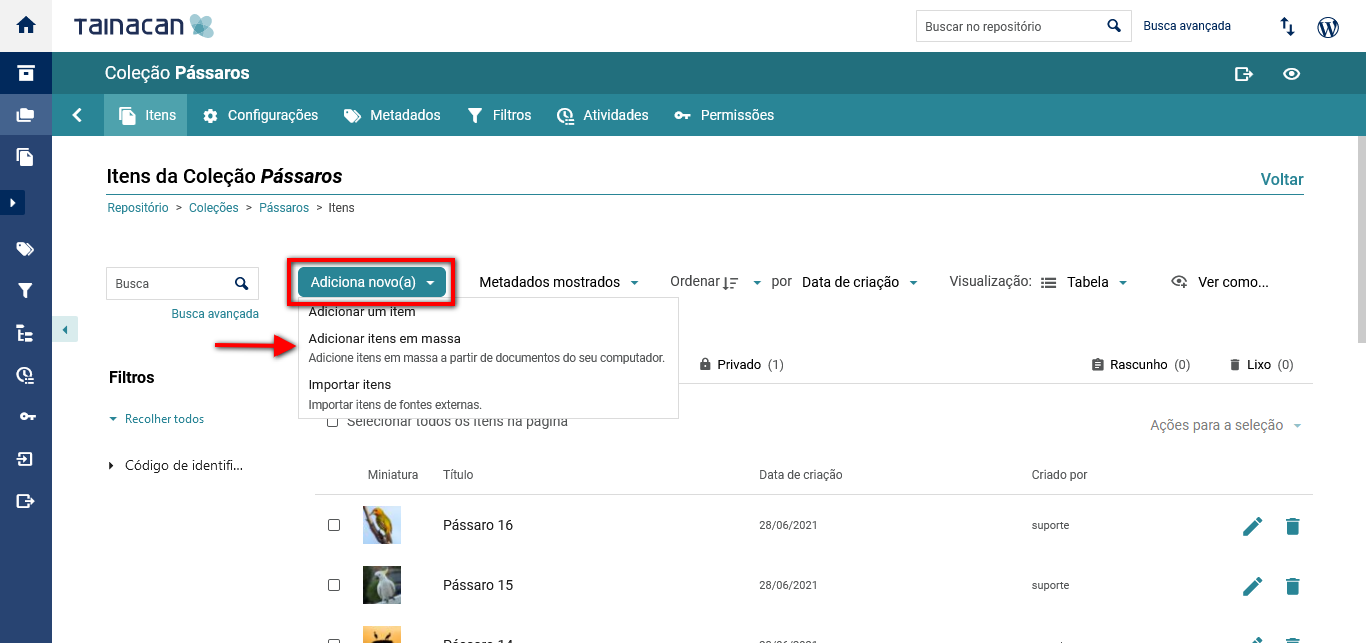 TAINACAN
Buscar no repositório
Busca avançada
Coleção Pássaros
Itens
Configurações
Metadados
Filtros
Atividades
Permissões
Itens da Coleção Pássaros
Voltar
Repositório > Coleções > Pássaros > Itens
Busca
Adiciona novo(a)
Metadados mostrados
Ordenar
por
Data de criação
Visualização:
Tabela
Ver como...
Busca avançada
Adicionar um item
Adicionar itens em massa
Adicione itens em massa a partir de documentos do seu computador.
Importar itens
Importar itens de fontes externas.
Privado (1)
Rascunho (0)
Lixo (0)
Filtros
Recolher todos
Código de identifi...
Selecionar todos os itens na página
Ações para a seleção
Miniatura
Título
Data de criação
Criado por
Pássaro 16
28/06/2021
suporte
Pássaro 15
28/06/2021
suporte
Pássaro 14
28/06/2021
suporte